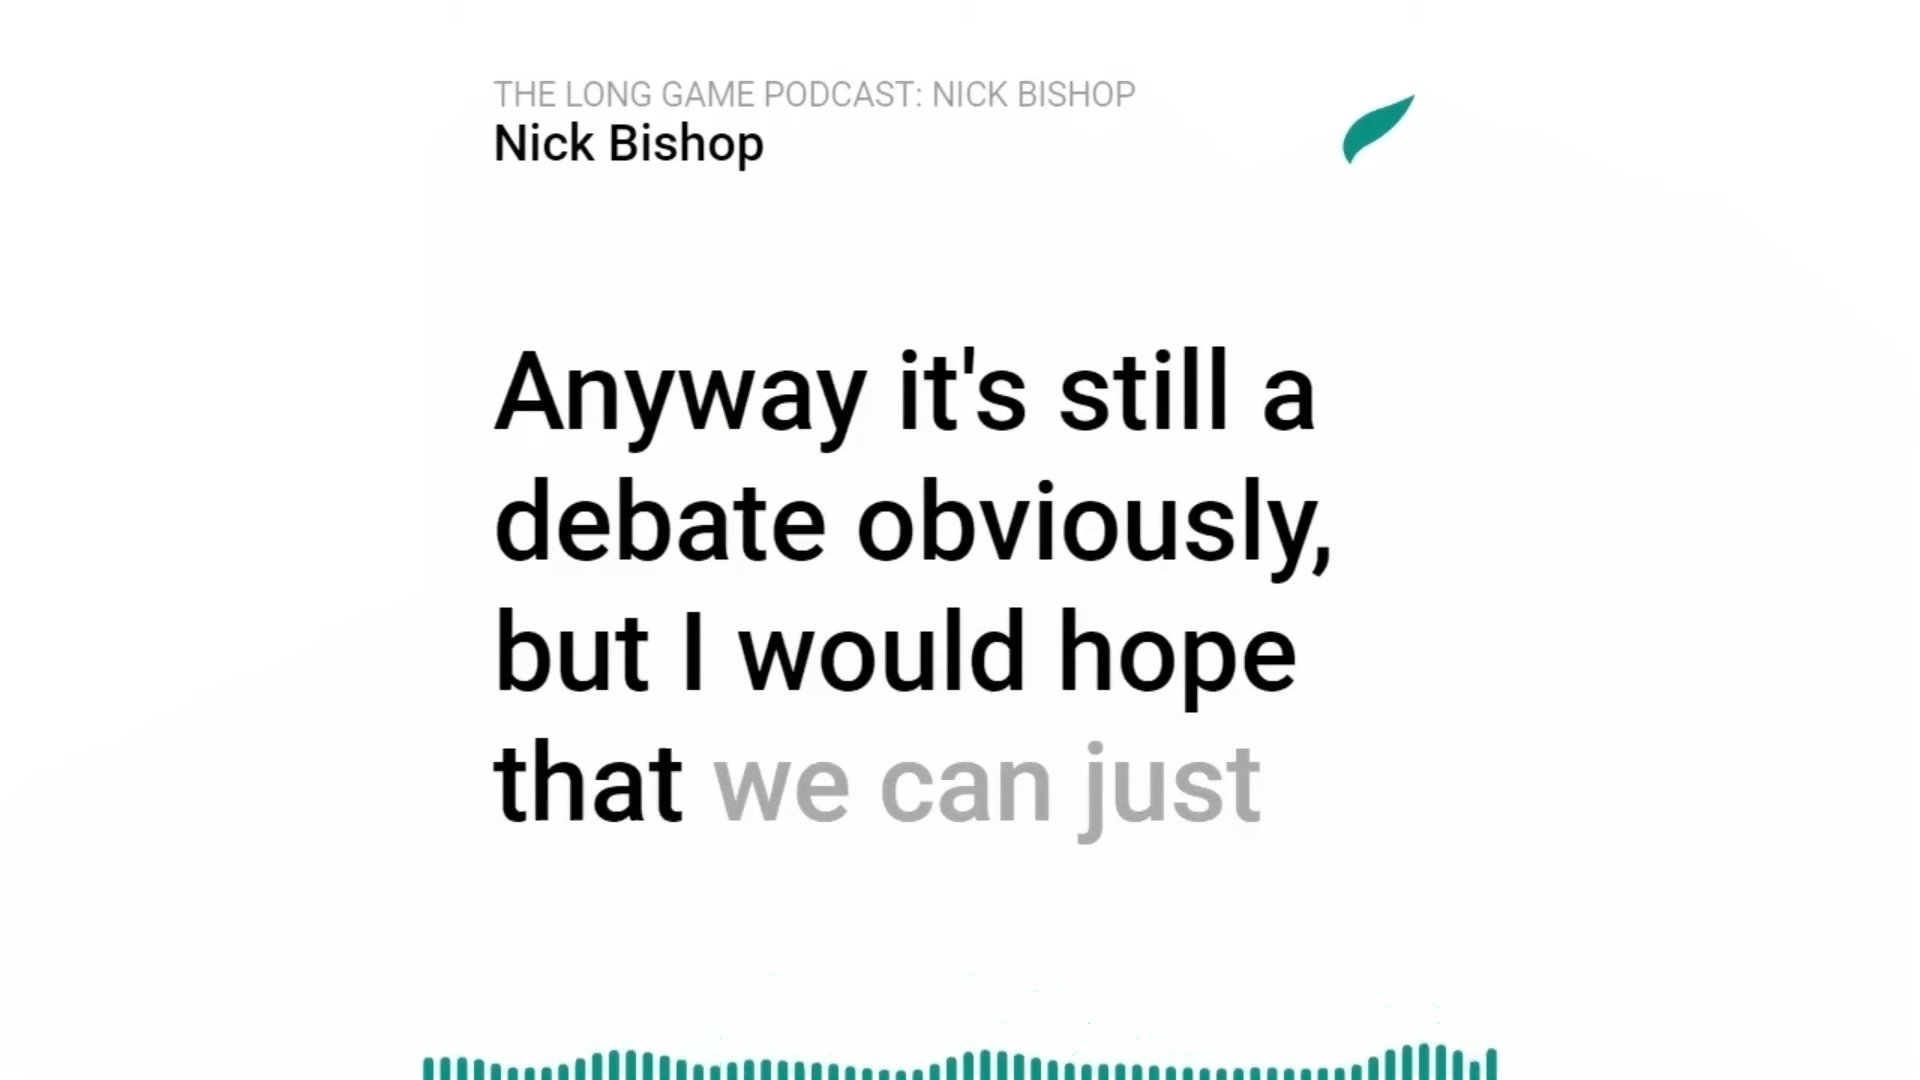 THE LONG GAME PODCAST: NICK BISHOP
Nick Bishop
Anyway it's still a
debate obviously,
but I would hope
that we can just